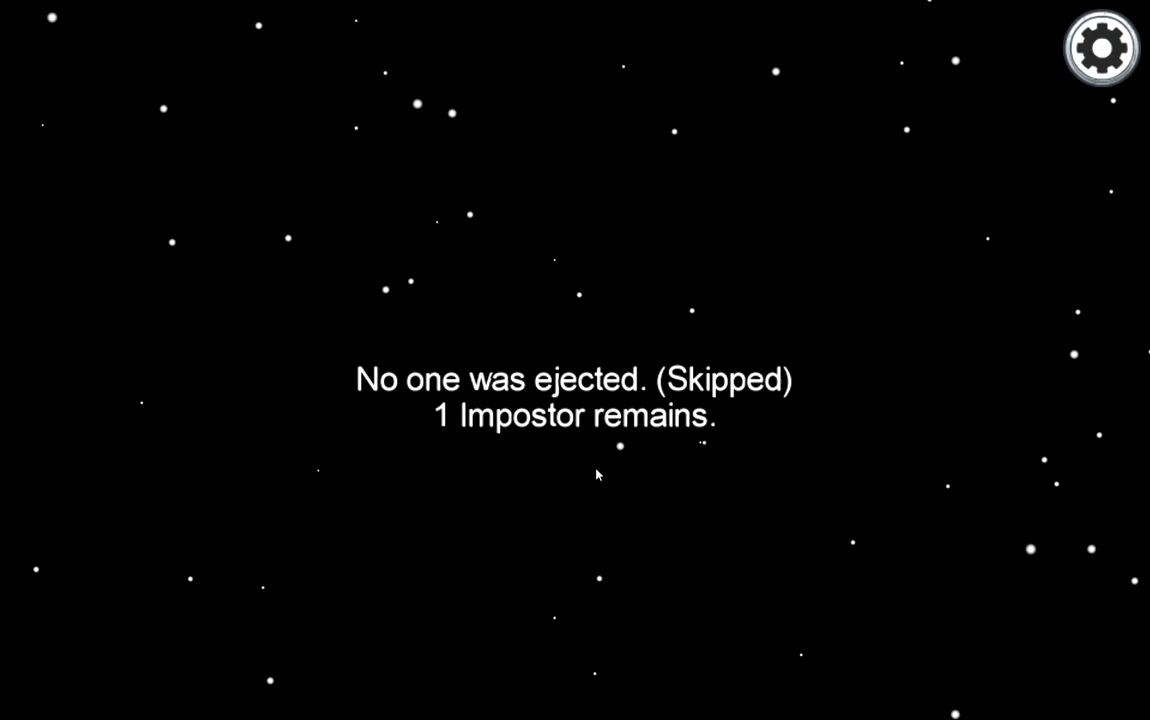 No one was ejected. (Skipped)
1 Impostor remains.